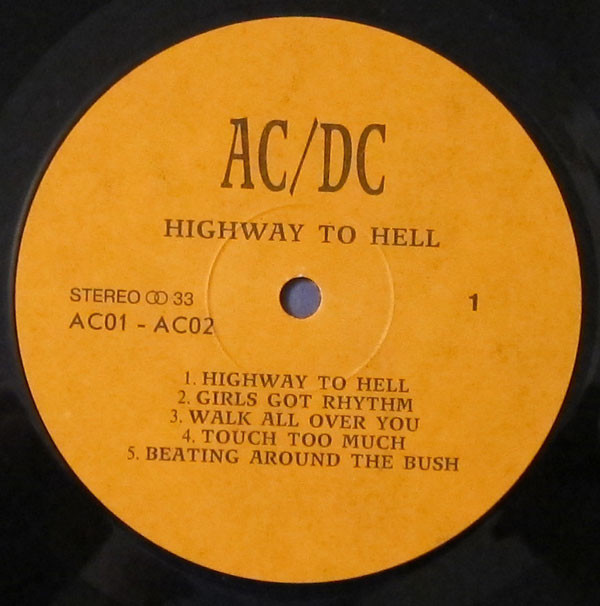 AC/DC
HIGHWAY TO HELL
STEREO 33
1
AC01 - AC02
1. HIGHWAY TO HELL
2. GIRLS GOT RHYTHM
3. WALK ALL OVER YOU
4. TOUCH TOO MUCH
5. BEATING AROUND THE BUSH